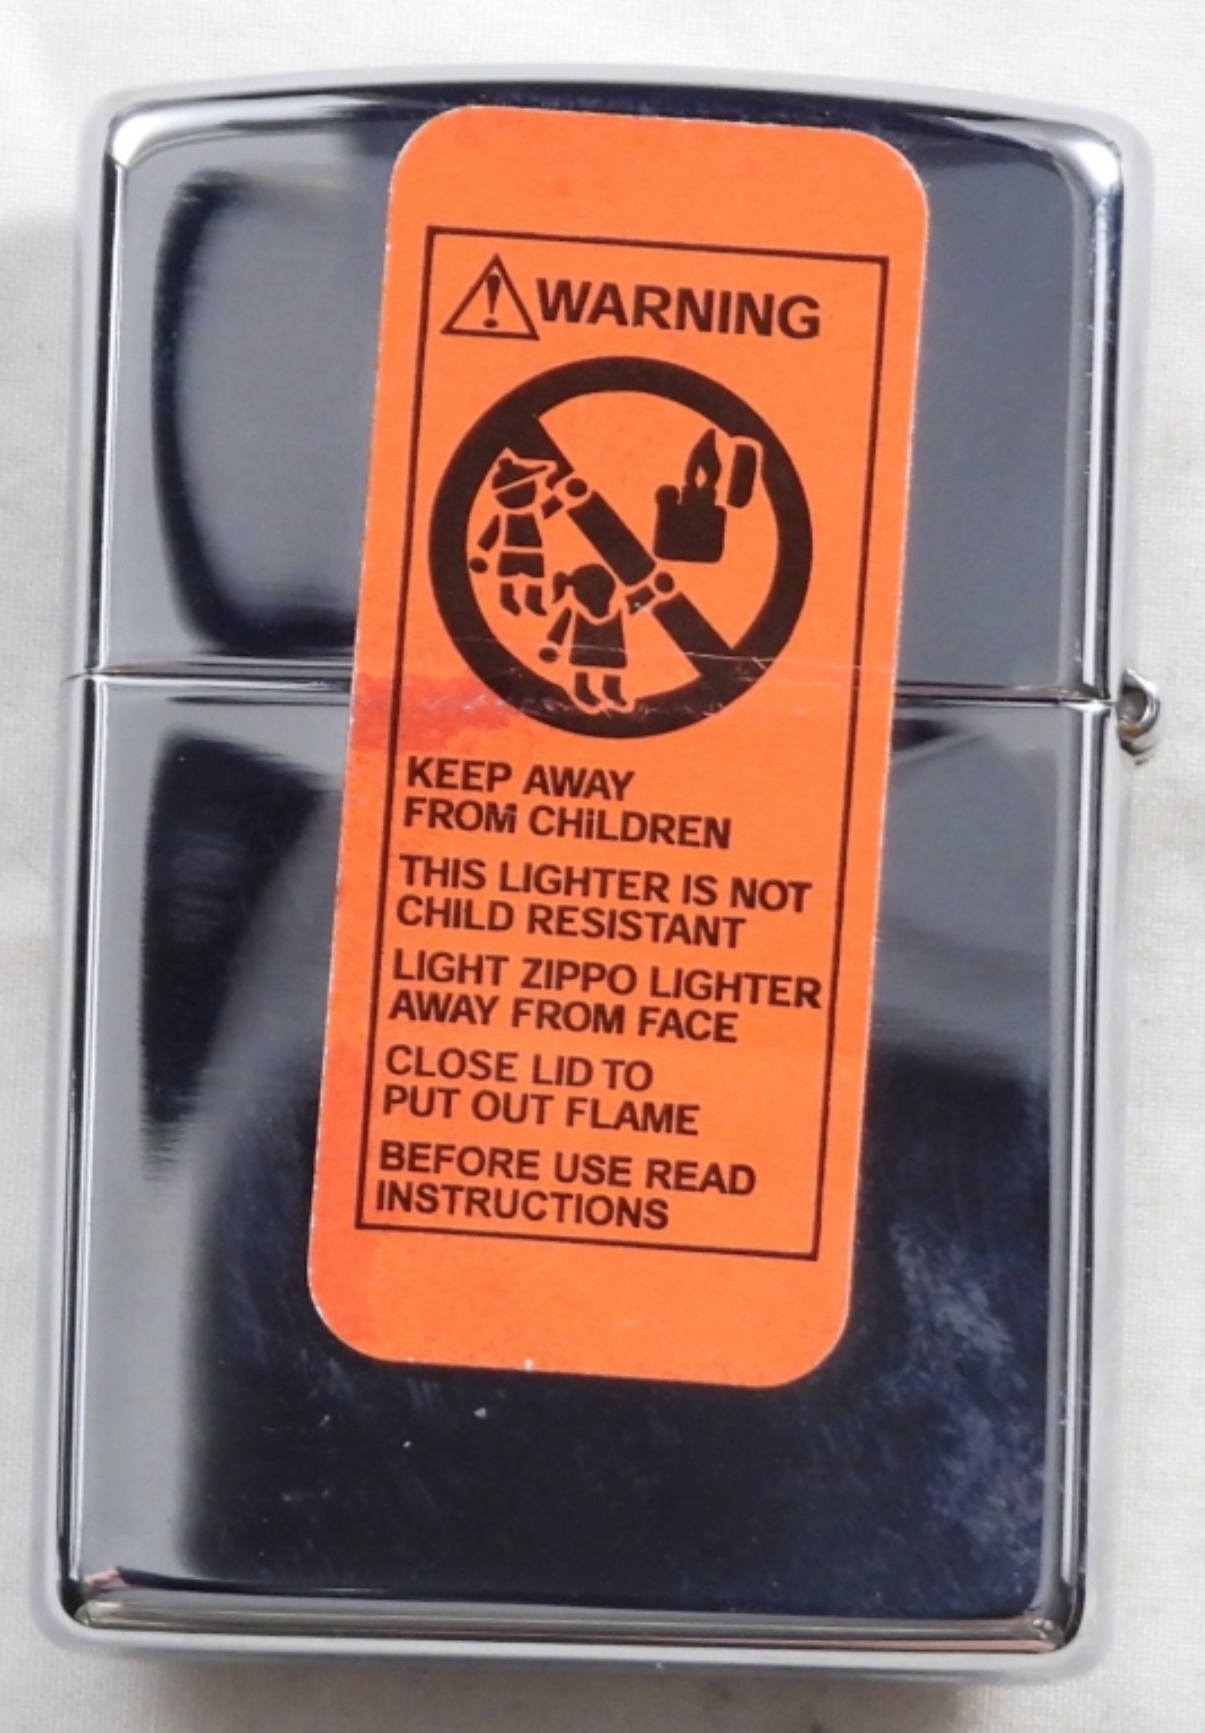 WARNING
KEEP AWAY
FROM CHiLDREN
THIS LIGHTER IS NOT
CHILD RESISTANT
LIGHT ZIPPO LIGHTER
AWAY FROM FACE
CLOSE LID TO
PUT OUT FLAME
BEFORE USE READ
INSTRUCTIONS